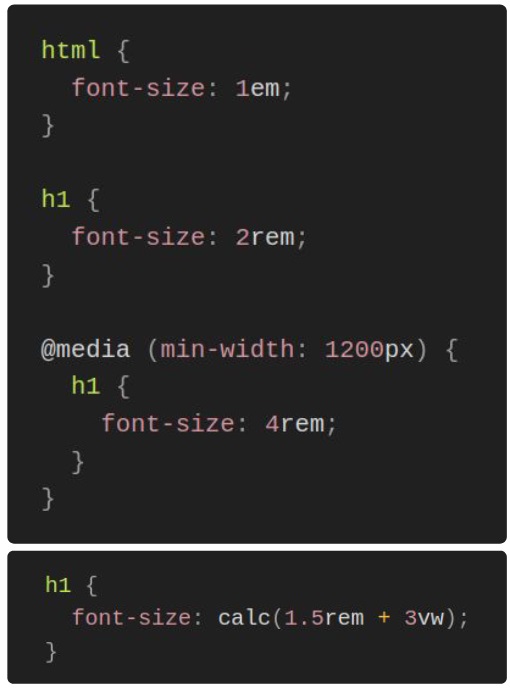 html {
  font-size: 1em;
}

h1 {
  font-size: 2rem;
}

@media (min-width: 1200px) {
  h1 {
    font-size: 4rem;
  }
}
h1 {
  font-size: calc(1.5rem + 3vw);
}